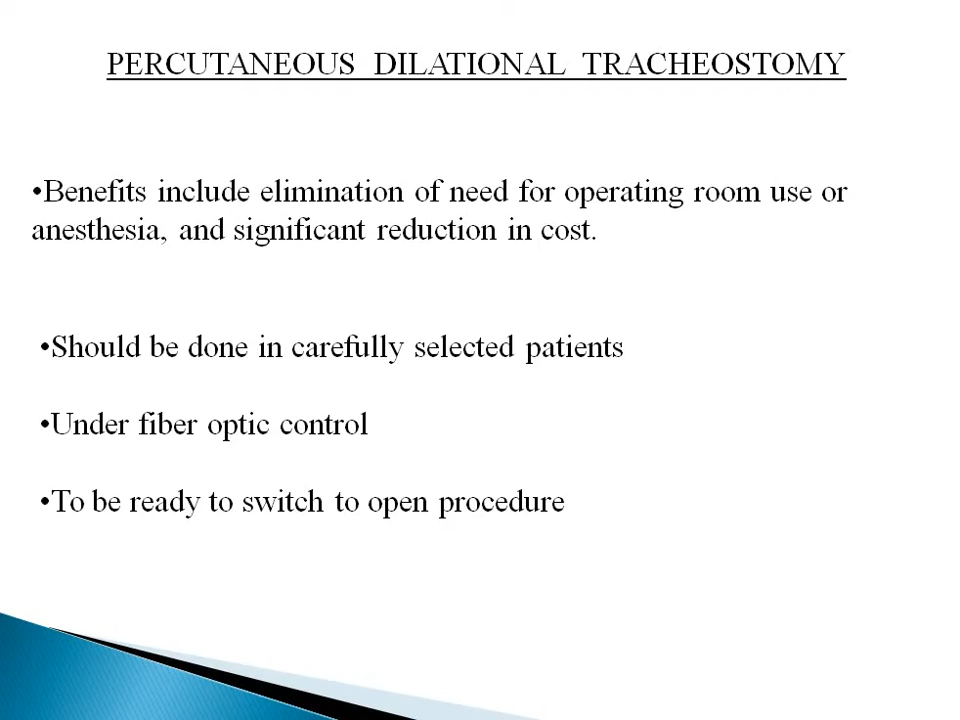 PERCUTANEOUS DILATIONAL TRACHEOSTOMY
•Benefits include elimination of need for operating room use or
anesthesia, and significant reduction in cost.
•Should be done in carefully selected patients
•Under fiber optic control
•To be ready to switch to open procedure